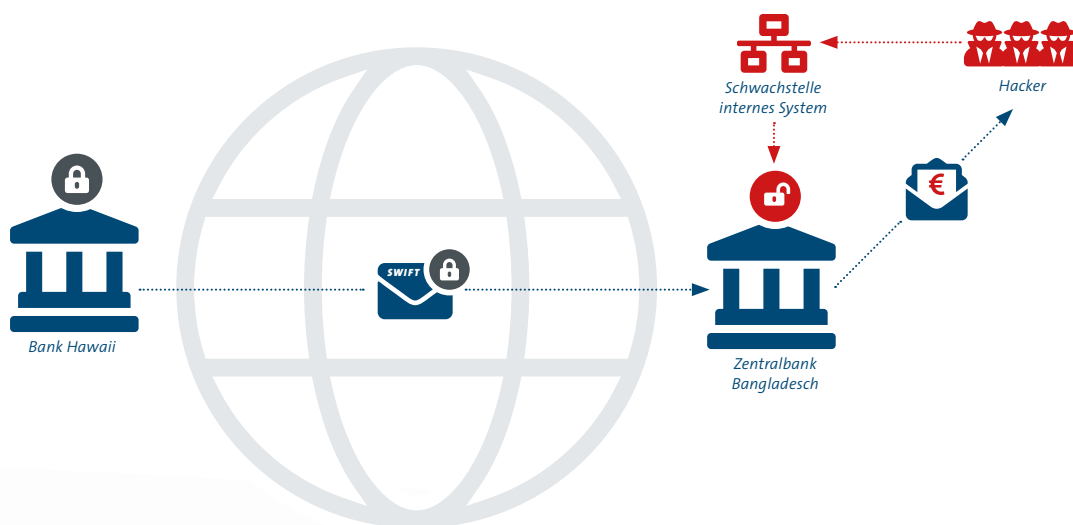 Schwachstelle
internes System
Hacker
€
SWIFT
Bank Hawaii
Zentralbank
Bangladesch